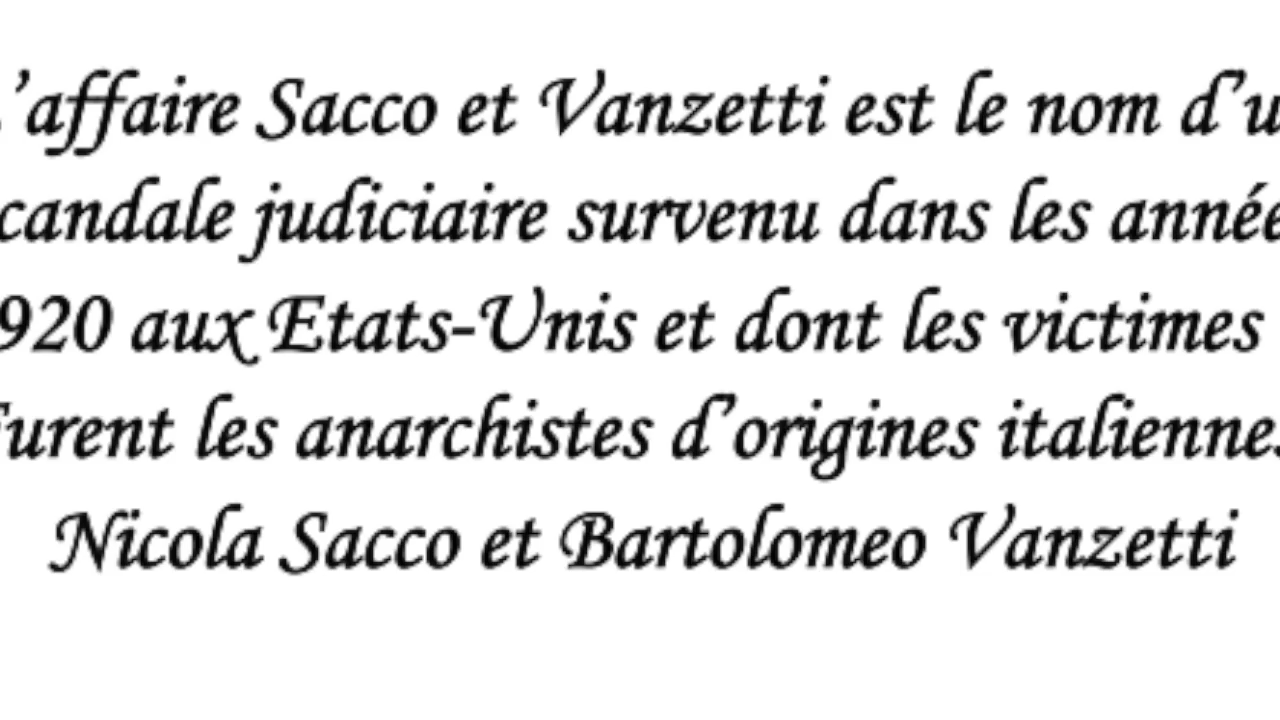 ’affaire Sacco et Vanzetti est le nom d’u
candale judiciaire survenu dans les année
920 aux Etats-Unis et dont les victimes
furent les anarchistes d’origines italiennes
Nicola Sacco et Bartolomeo Vanzetti